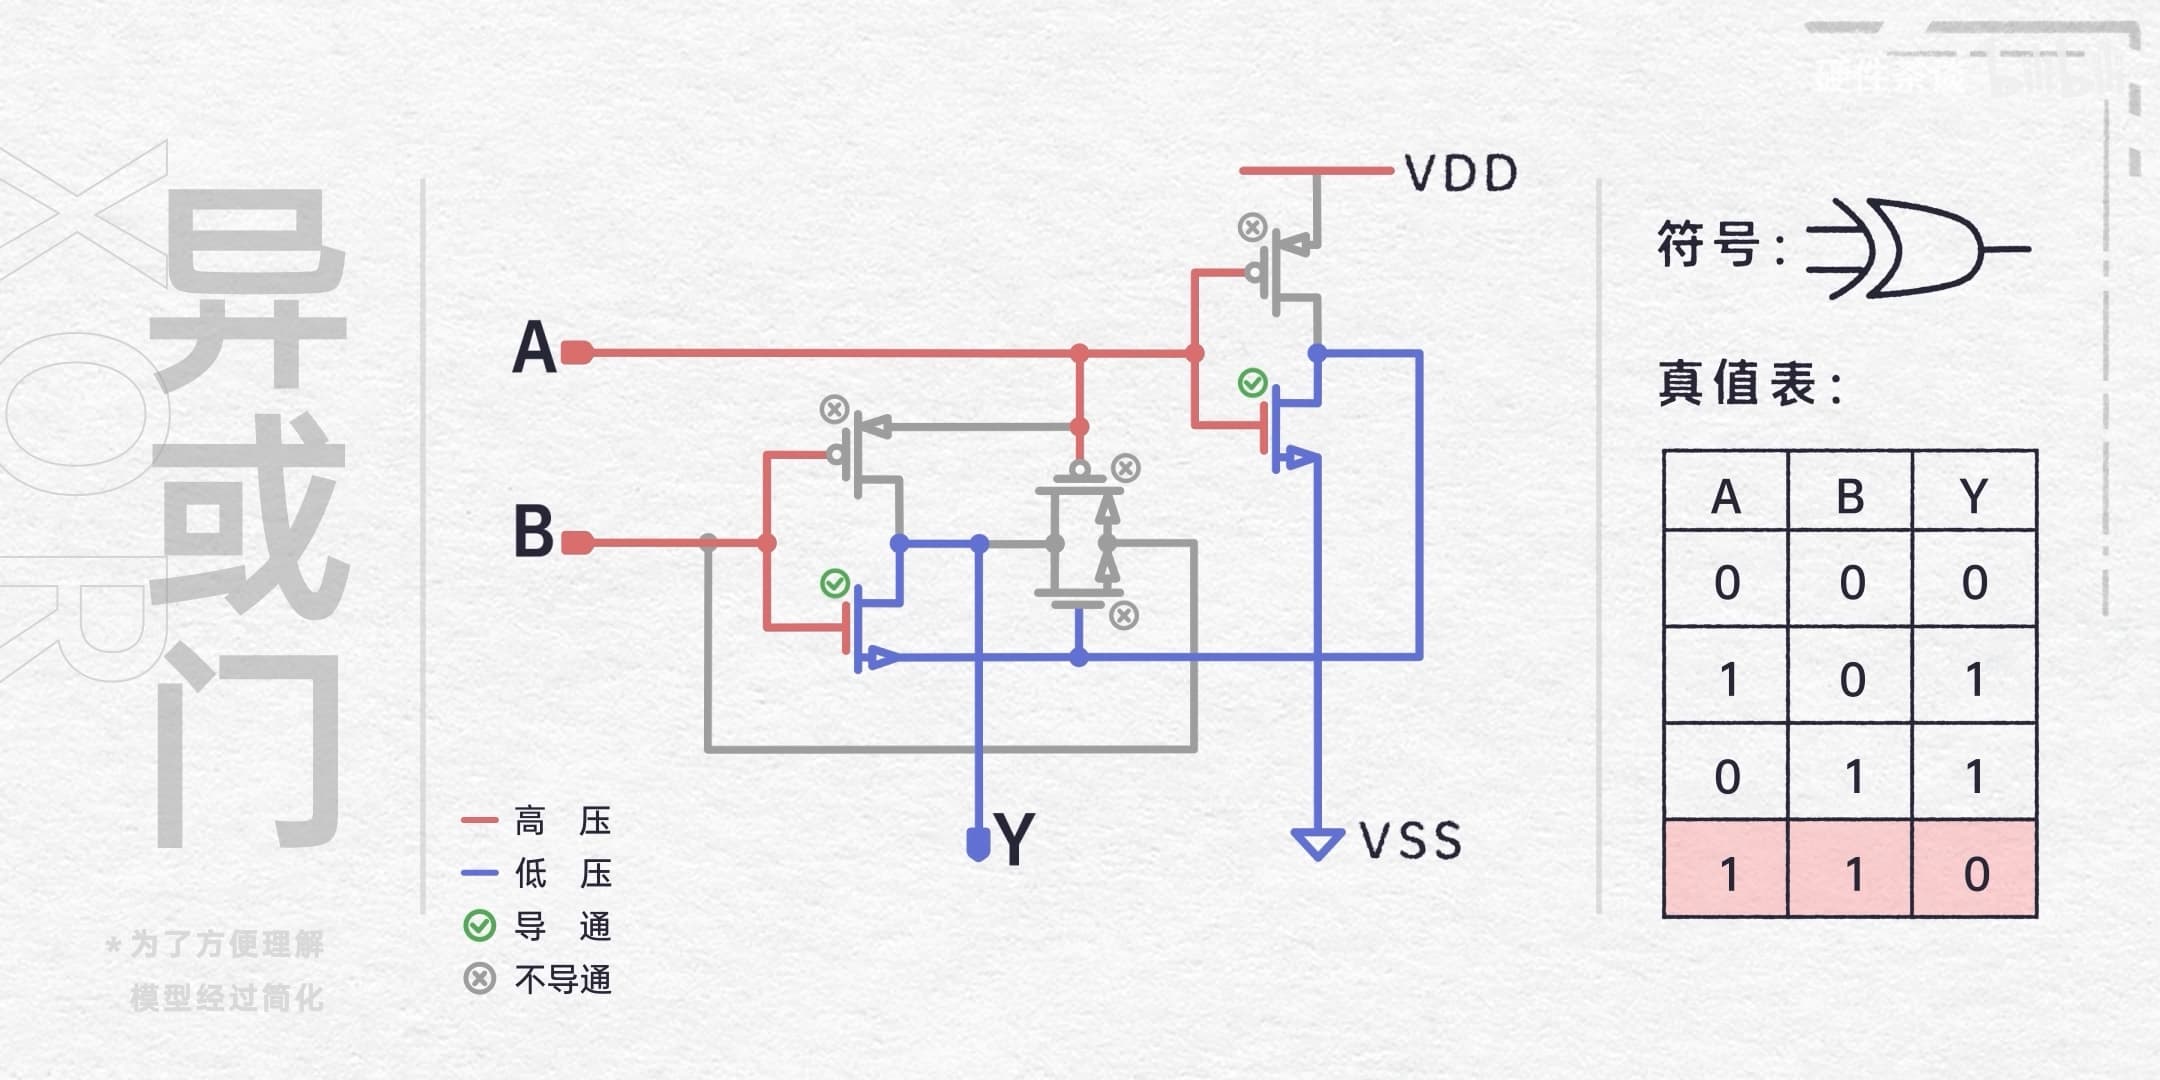 异或门
XOR
*为了方便理解
模型经过简化
A
B
Y
VDD
VSS
高 压
低 压
导 通
不导通
符号:
真值表:
A B Y
0 0 0
1 0 1
0 1 1
1 1 0